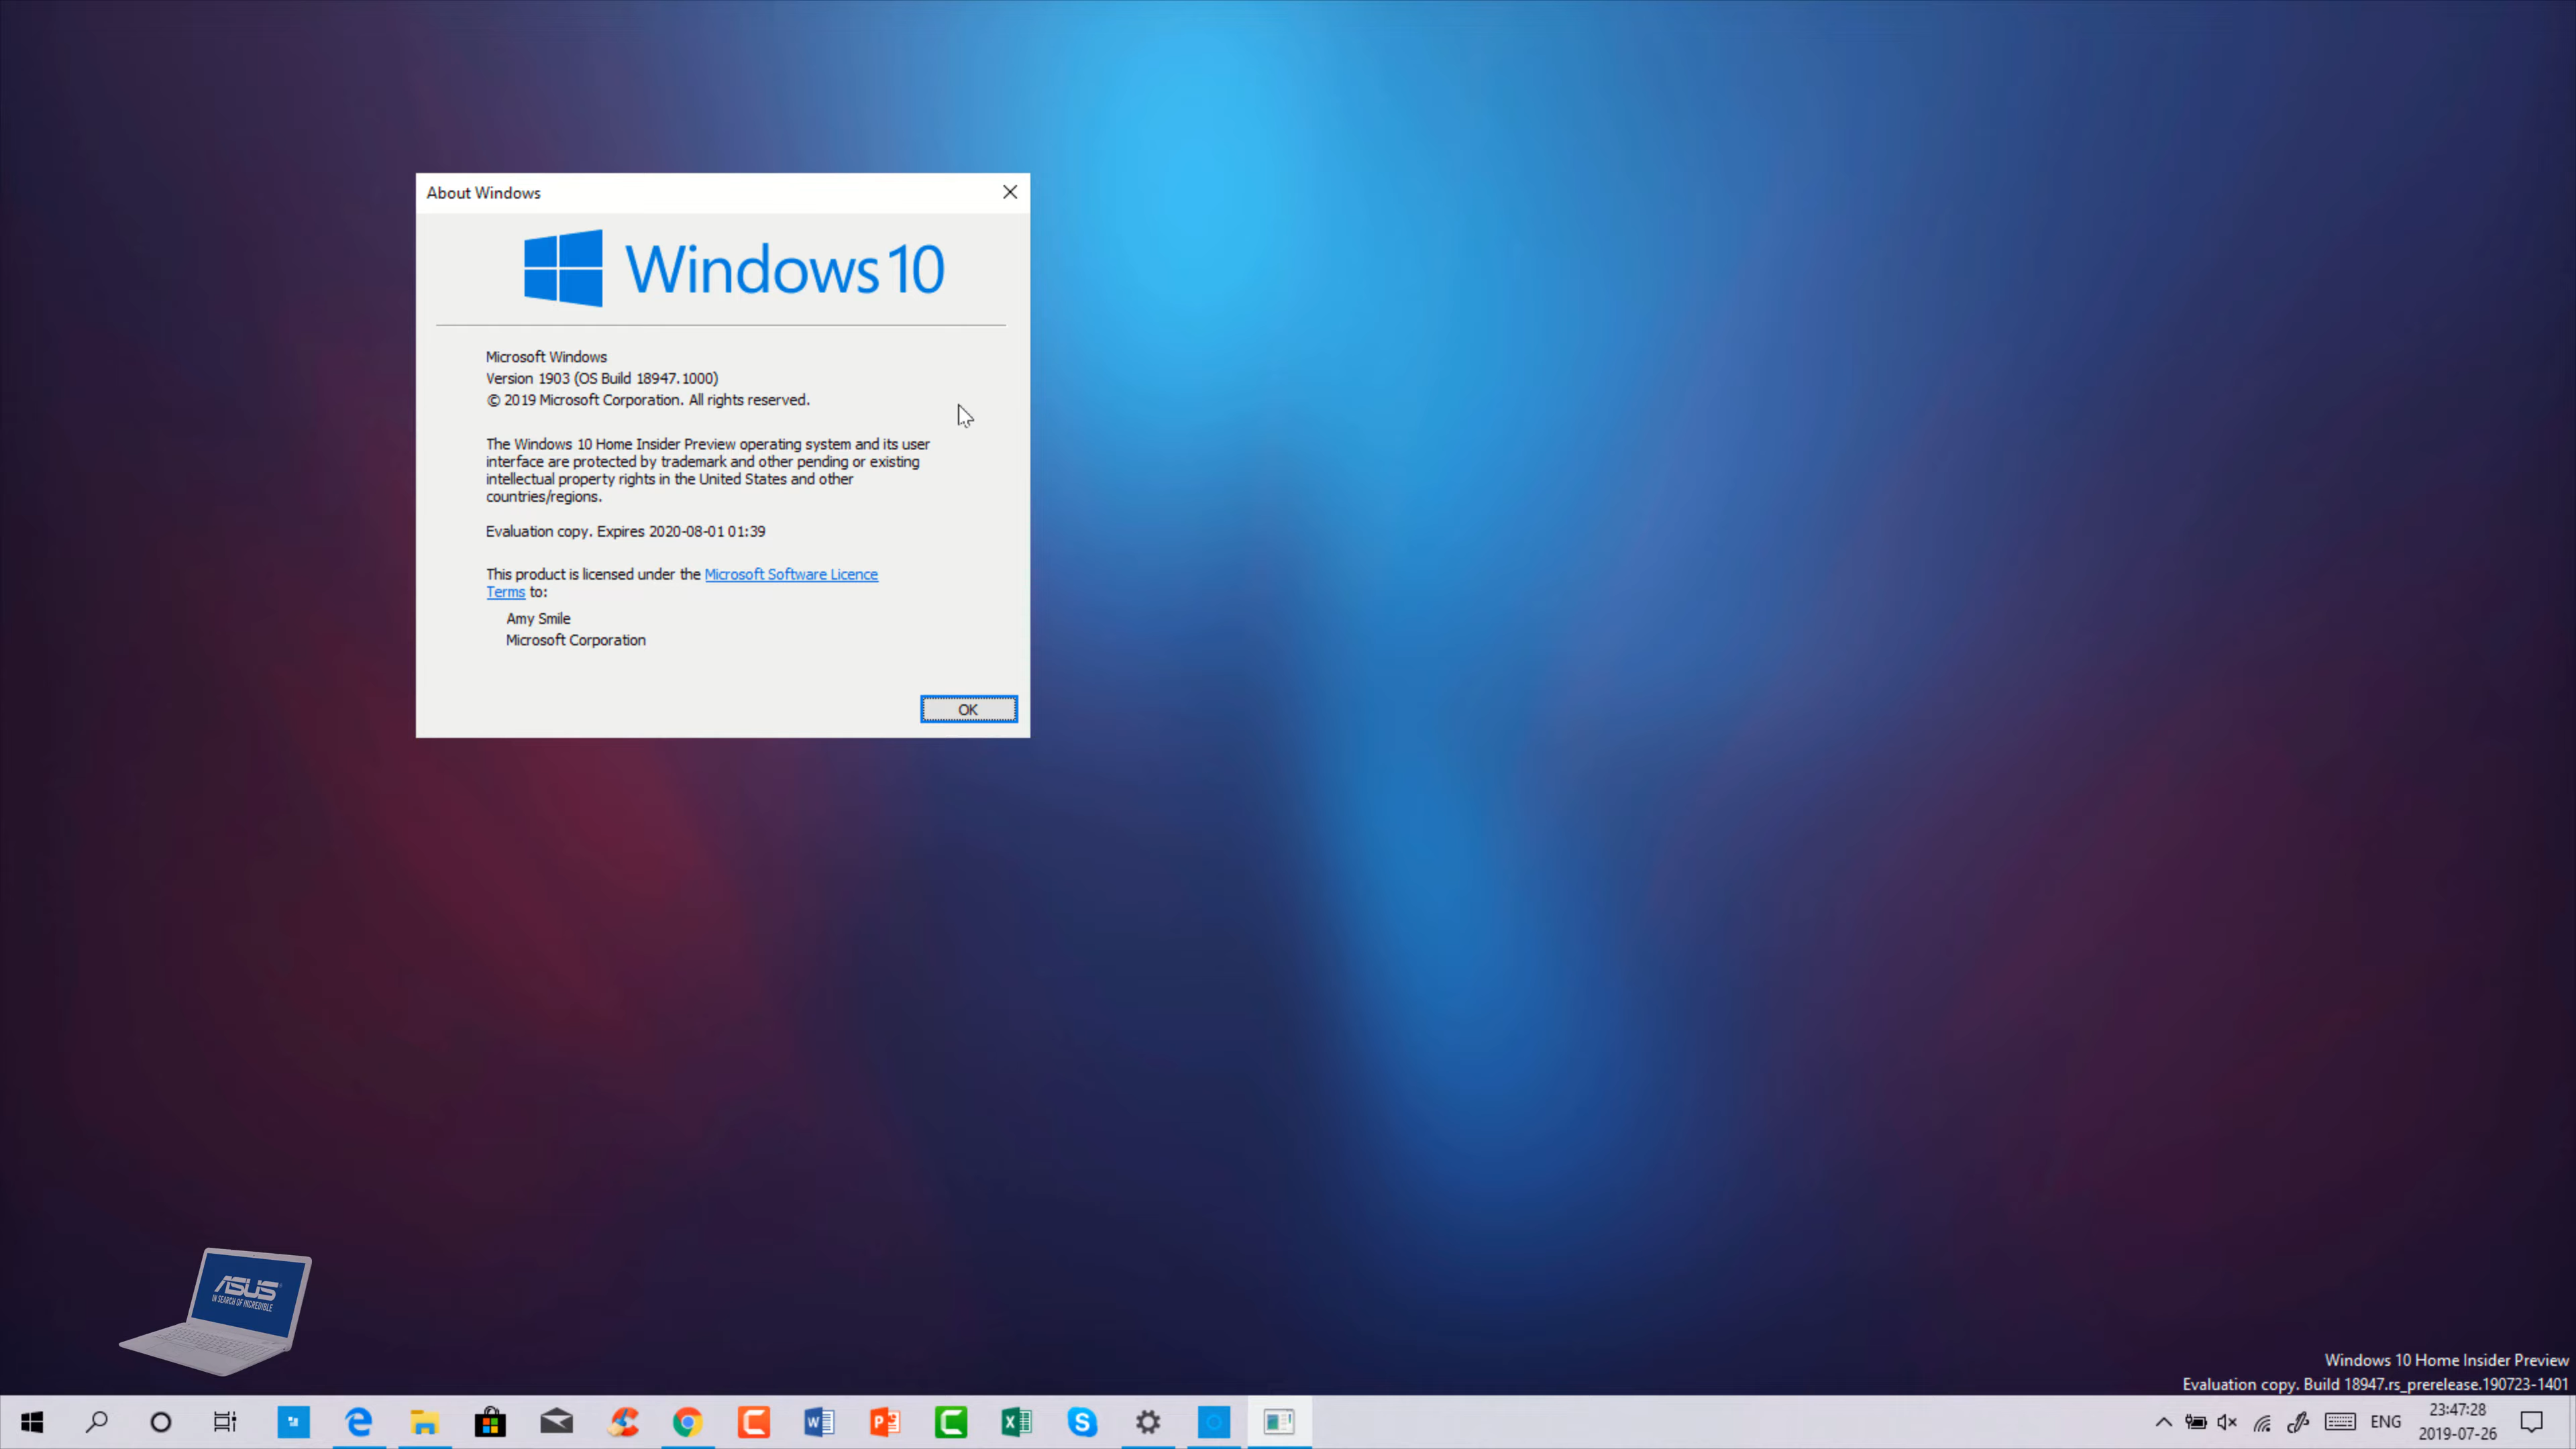 About Windows
Windows 10
Microsoft Windows
Version 1903 (OS Build 18947.1000)
© 2019 Microsoft Corporation. All rights reserved.
The Windows 10 Home Insider Preview operating system and its user
interface are protected by trademark and other pending or existing
intellectual property rights in the United States and other
countries/regions.
Evaluation copy. Expires 2020-08-01 01:39
This product is licensed under the Microsoft Software Licence
Terms to:
Amy Smile
Microsoft Corporation
OK
ASUS
IN SEARCH OF INCREDIBLE
Windows 10 Home Insider Preview
Evaluation copy. Build 18947.rs_prerelease.190723-1401
ENG
23:47:28
2019-07-26